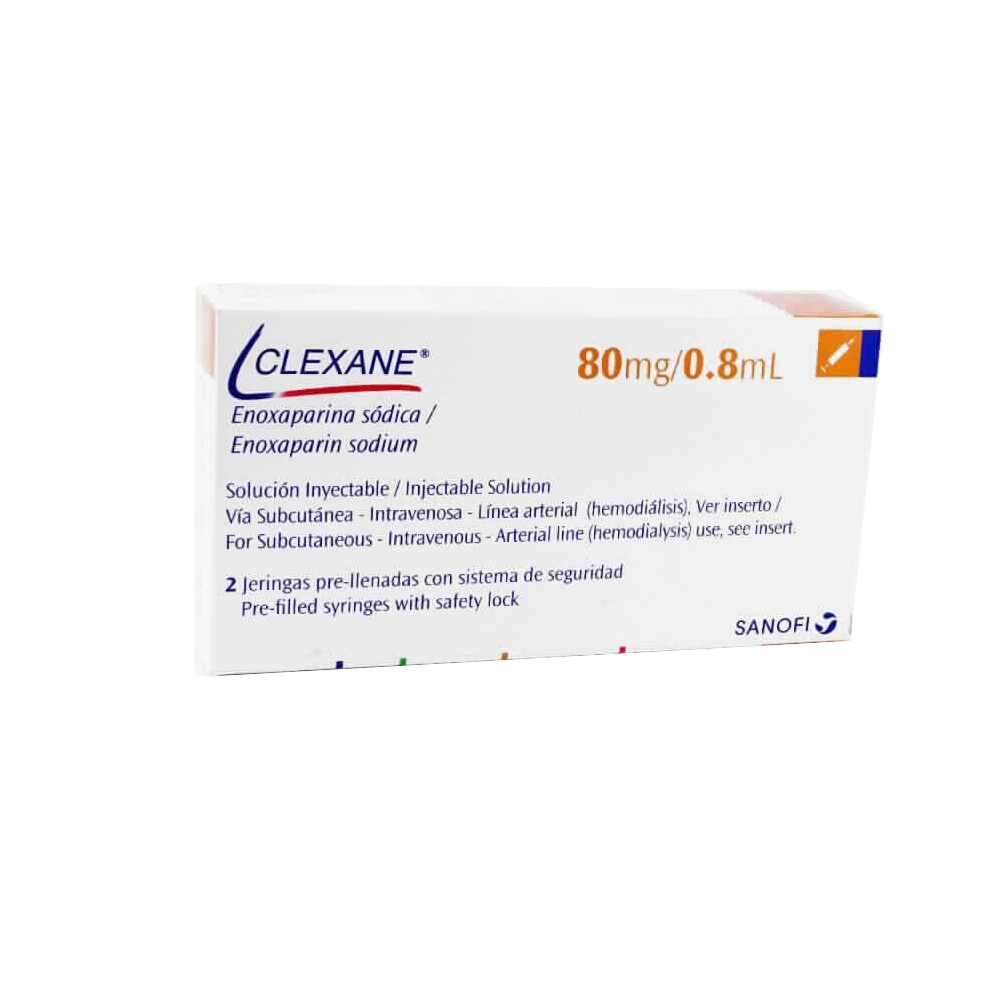 CLEXANE®
80mg/0.8mL
Enoxaparina sódica /
Enoxaparin sodium
Solución Inyectable / Injectable Solution
Vía Subcutánea - Intravenosa - Línea arterial (hemodiálisis), Ver inserto /
For Subcutaneous - Intravenous - Arterial line (hemodialysis) use, see insert.
2 Jeringas pre-llenadas con sistema de seguridad
Pre-filled syringes with safety lock
SANOFI